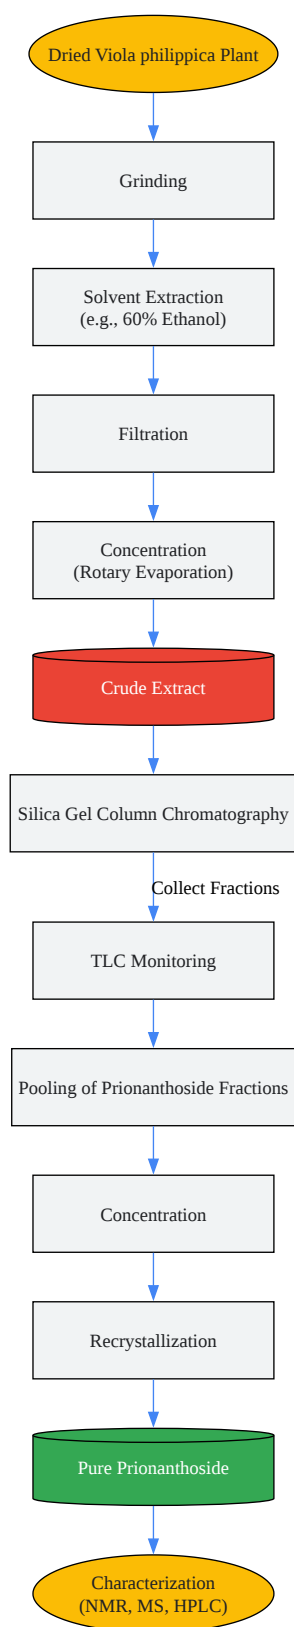 Dried Viola philippica Plant
Grinding
Solvent Extraction
(e.g., 60% Ethanol)
Filtration
Concentration
(Rotary Evaporation)
Crude Extract
Silica Gel Column Chromatography
Collect Fractions
TLC Monitoring
Pooling of Prionanthoside Fractions
Concentration
Recrystallization
Pure Prionanthoside
Characterization
(NMR, MS, HPLC)